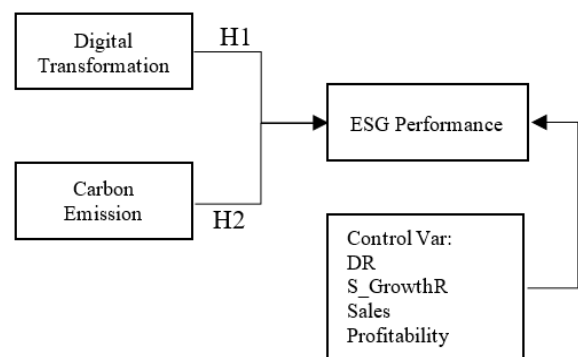 Digital
Transformation
H1
ESG Performance
Carbon
Emission
H2
Control Var:
DR
S_GrowthR
Sales
Profitability